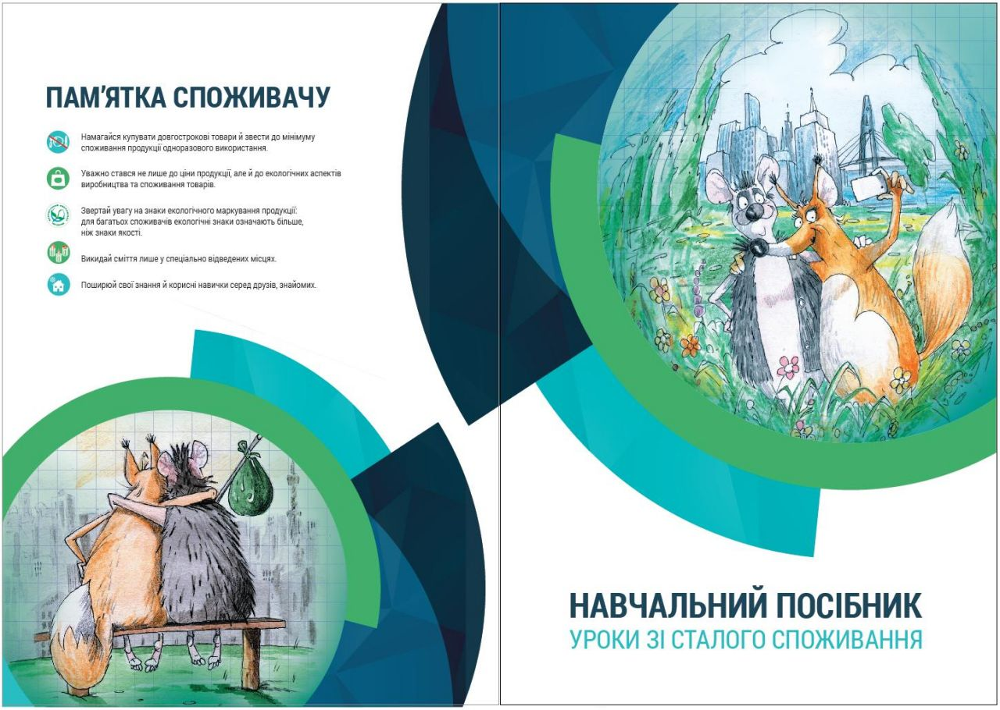 ПАМ’ЯТКА СПОЖИВАЧУ
Намагайся купувати довгострокові товари й звести до мінімуму
споживання продукції одноразового використання.
Уважно стався не лише до ціни продукції, але й до екологічних аспектів
виробництва та споживання товарів.
Звертай увагу на знаки екологічного маркування продукції:
для багатьох споживачів екологічні знаки означають більше,
ніж знаки якості.
Викидай сміття лише у спеціально відведених місцях.
Поширюй свої знання й корисні навички серед друзів, знайомих.
НАВЧАЛЬНИЙ ПОСІБНИК
УРОКИ ЗІ СТАЛОГО СПОЖИВАННЯ